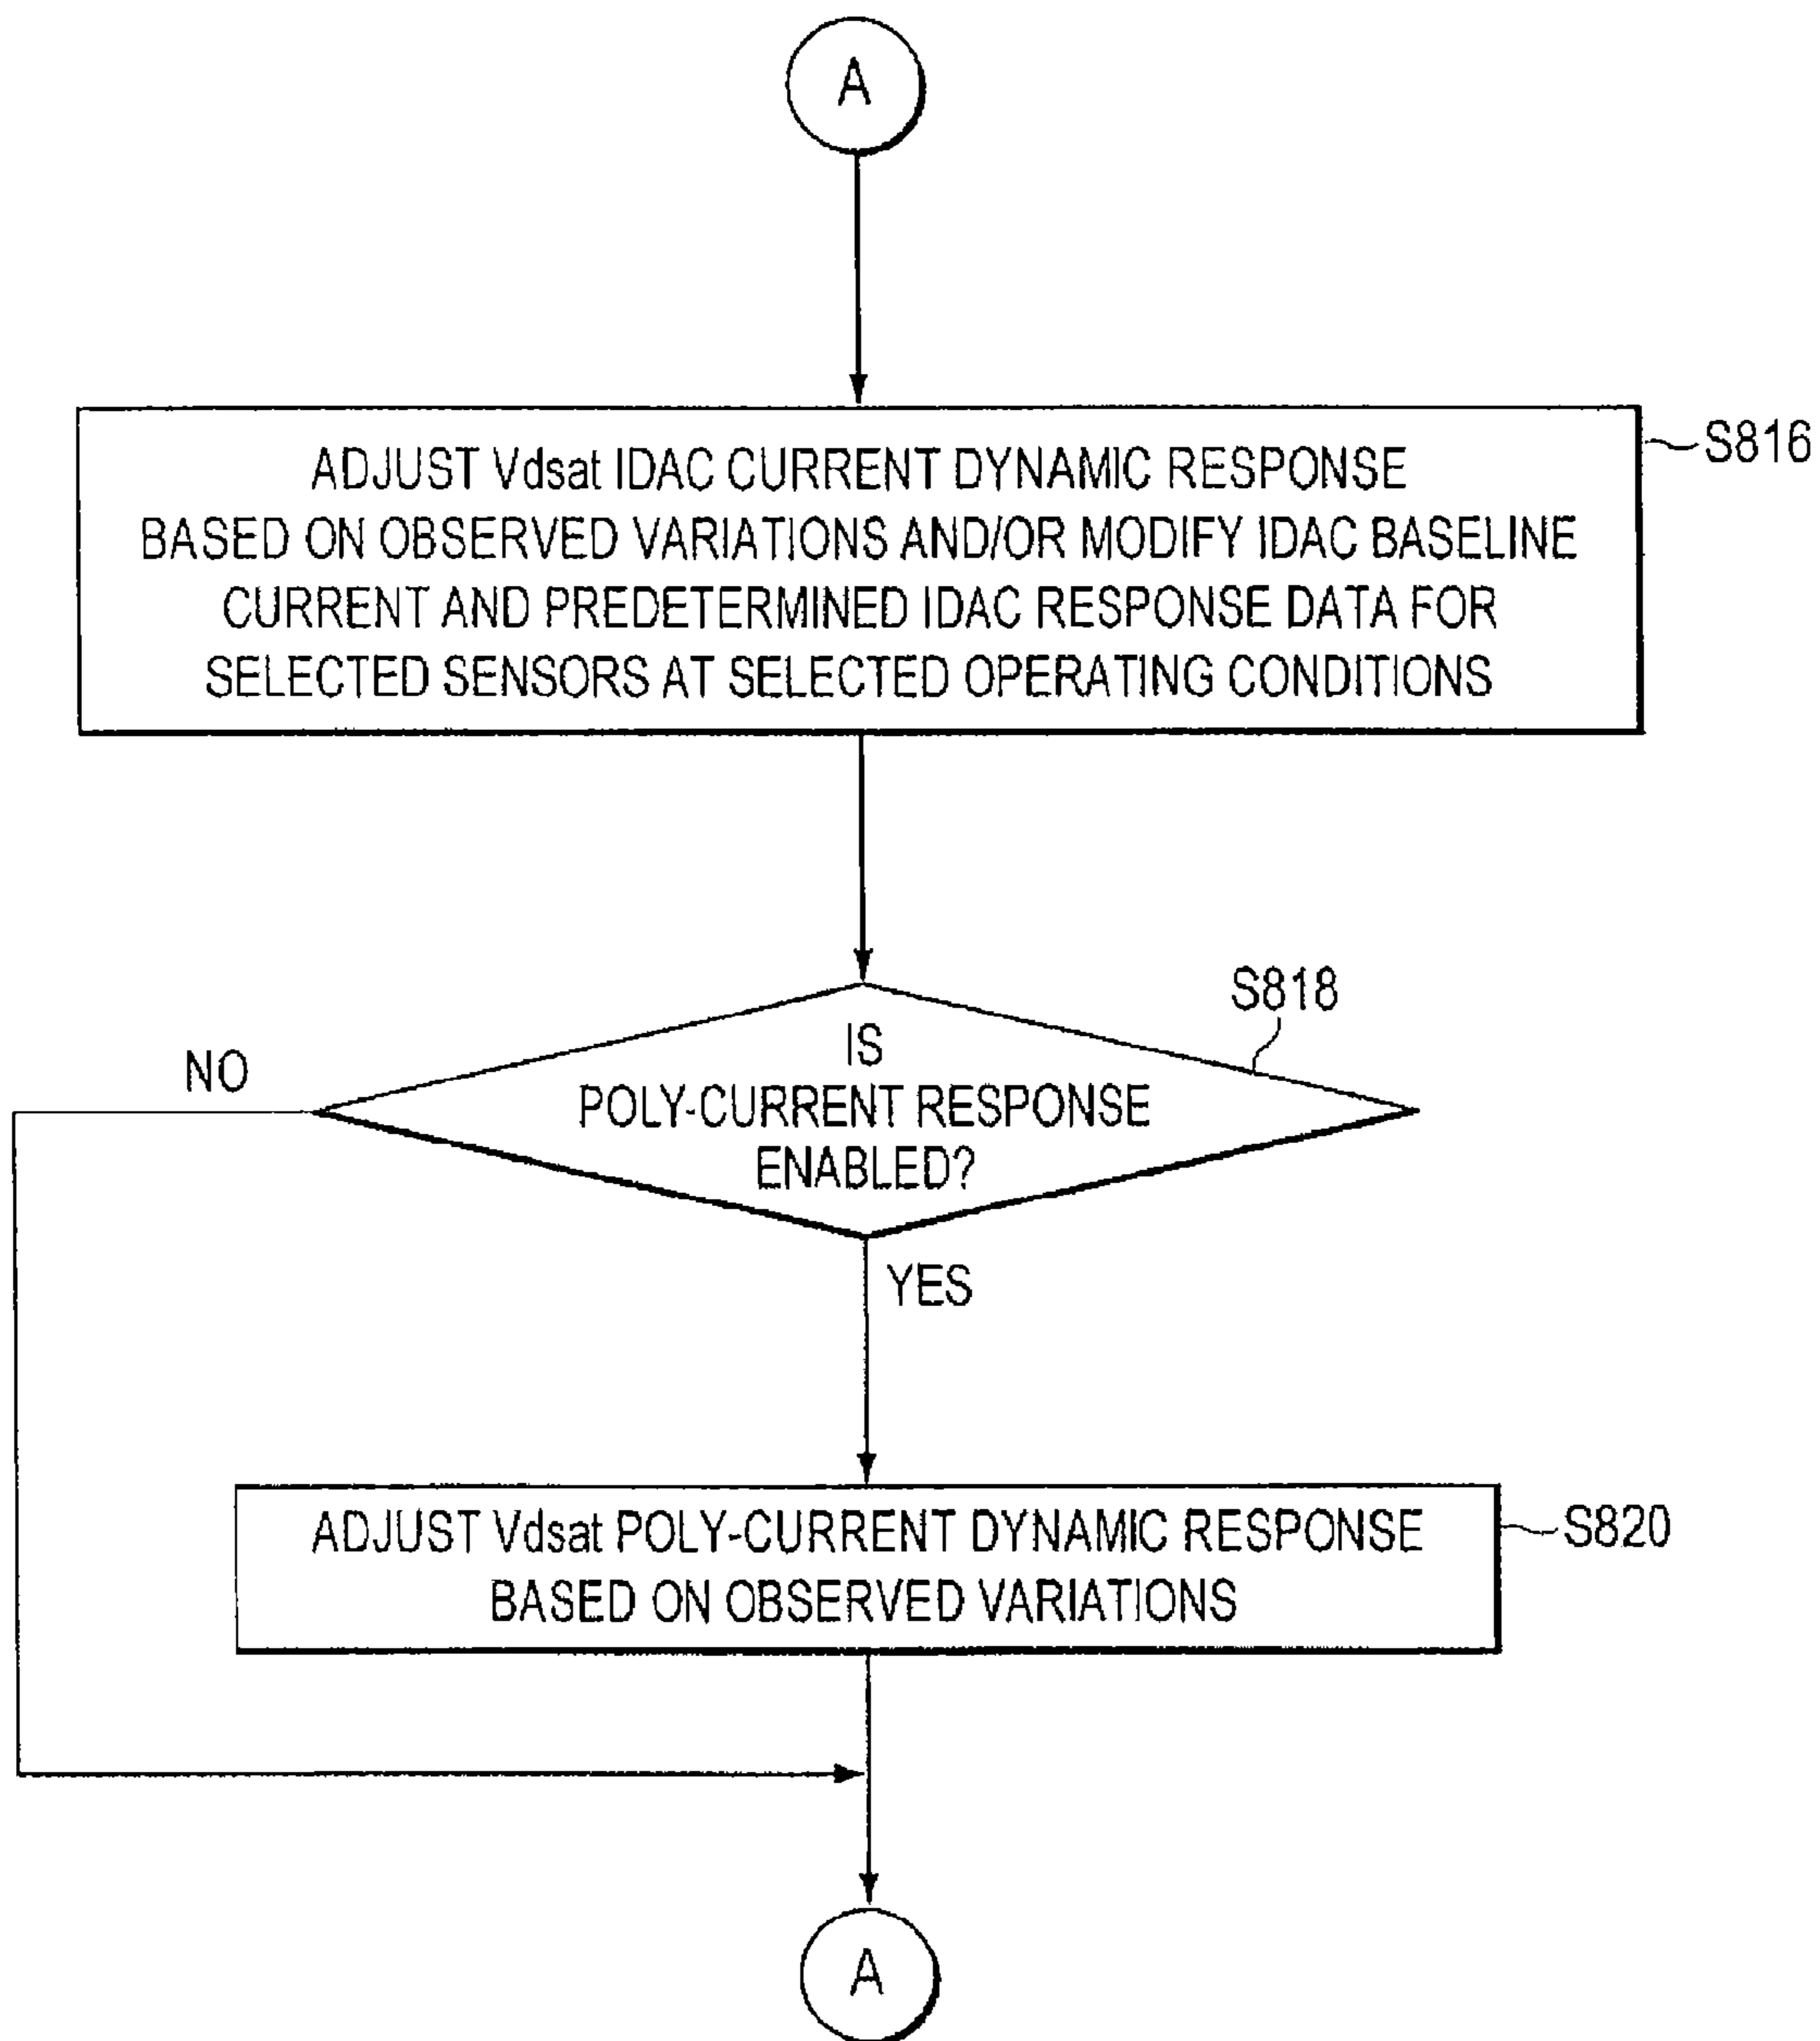 A
ADJUST Vdsat IDAC CURRENT DYNAMIC RESPONSE
BASED ON OBSERVED VARIATIONS AND/OR MODIFY IDAC BASELINE
CURRENT AND PREDETERMINED IDAC RESPONSE DATA FOR
SELECTED SENSORS AT SELECTED OPERATING CONDITIONS
S816
S818
IS
POLY-CURRENT RESPONSE
ENABLED?
NO
YES
ADJUST Vdsat POLY-CURRENT DYNAMIC RESPONSE
BASED ON OBSERVED VARIATIONS
S820
A